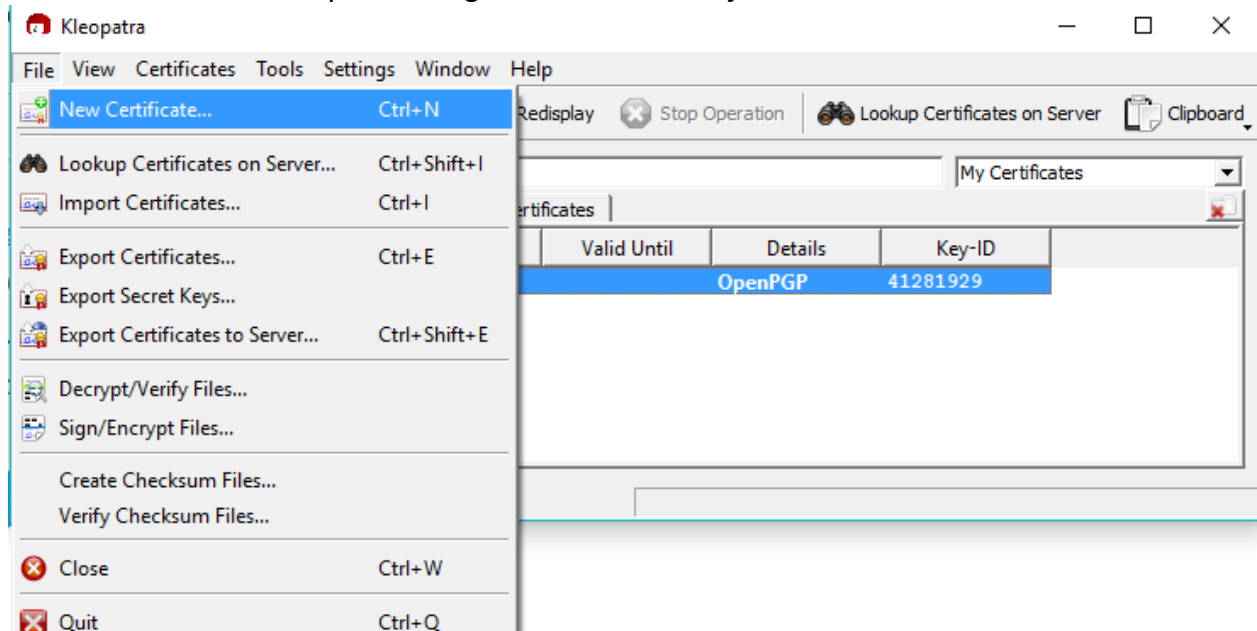 Kleopatra
File View Certificates Tools Settings Window Help
Redisplay Stop Operation Lookup Certificates on Server Clipboard
New Certificate... Ctrl+N
Lookup Certificates on Server... Ctrl+Shift+I
My Certificates
Import Certificates... Ctrl+I
Export Certificates... Ctrl+E
Valid Until Details Key-ID
OpenPGP 41281929
Export Secret Keys...
Export Certificates to Server... Ctrl+Shift+E
Decrypt/Verify Files...
Sign/Encrypt Files...
Create Checksum Files...
Verify Checksum Files...
Close Ctrl+W
Quit Ctrl+Q